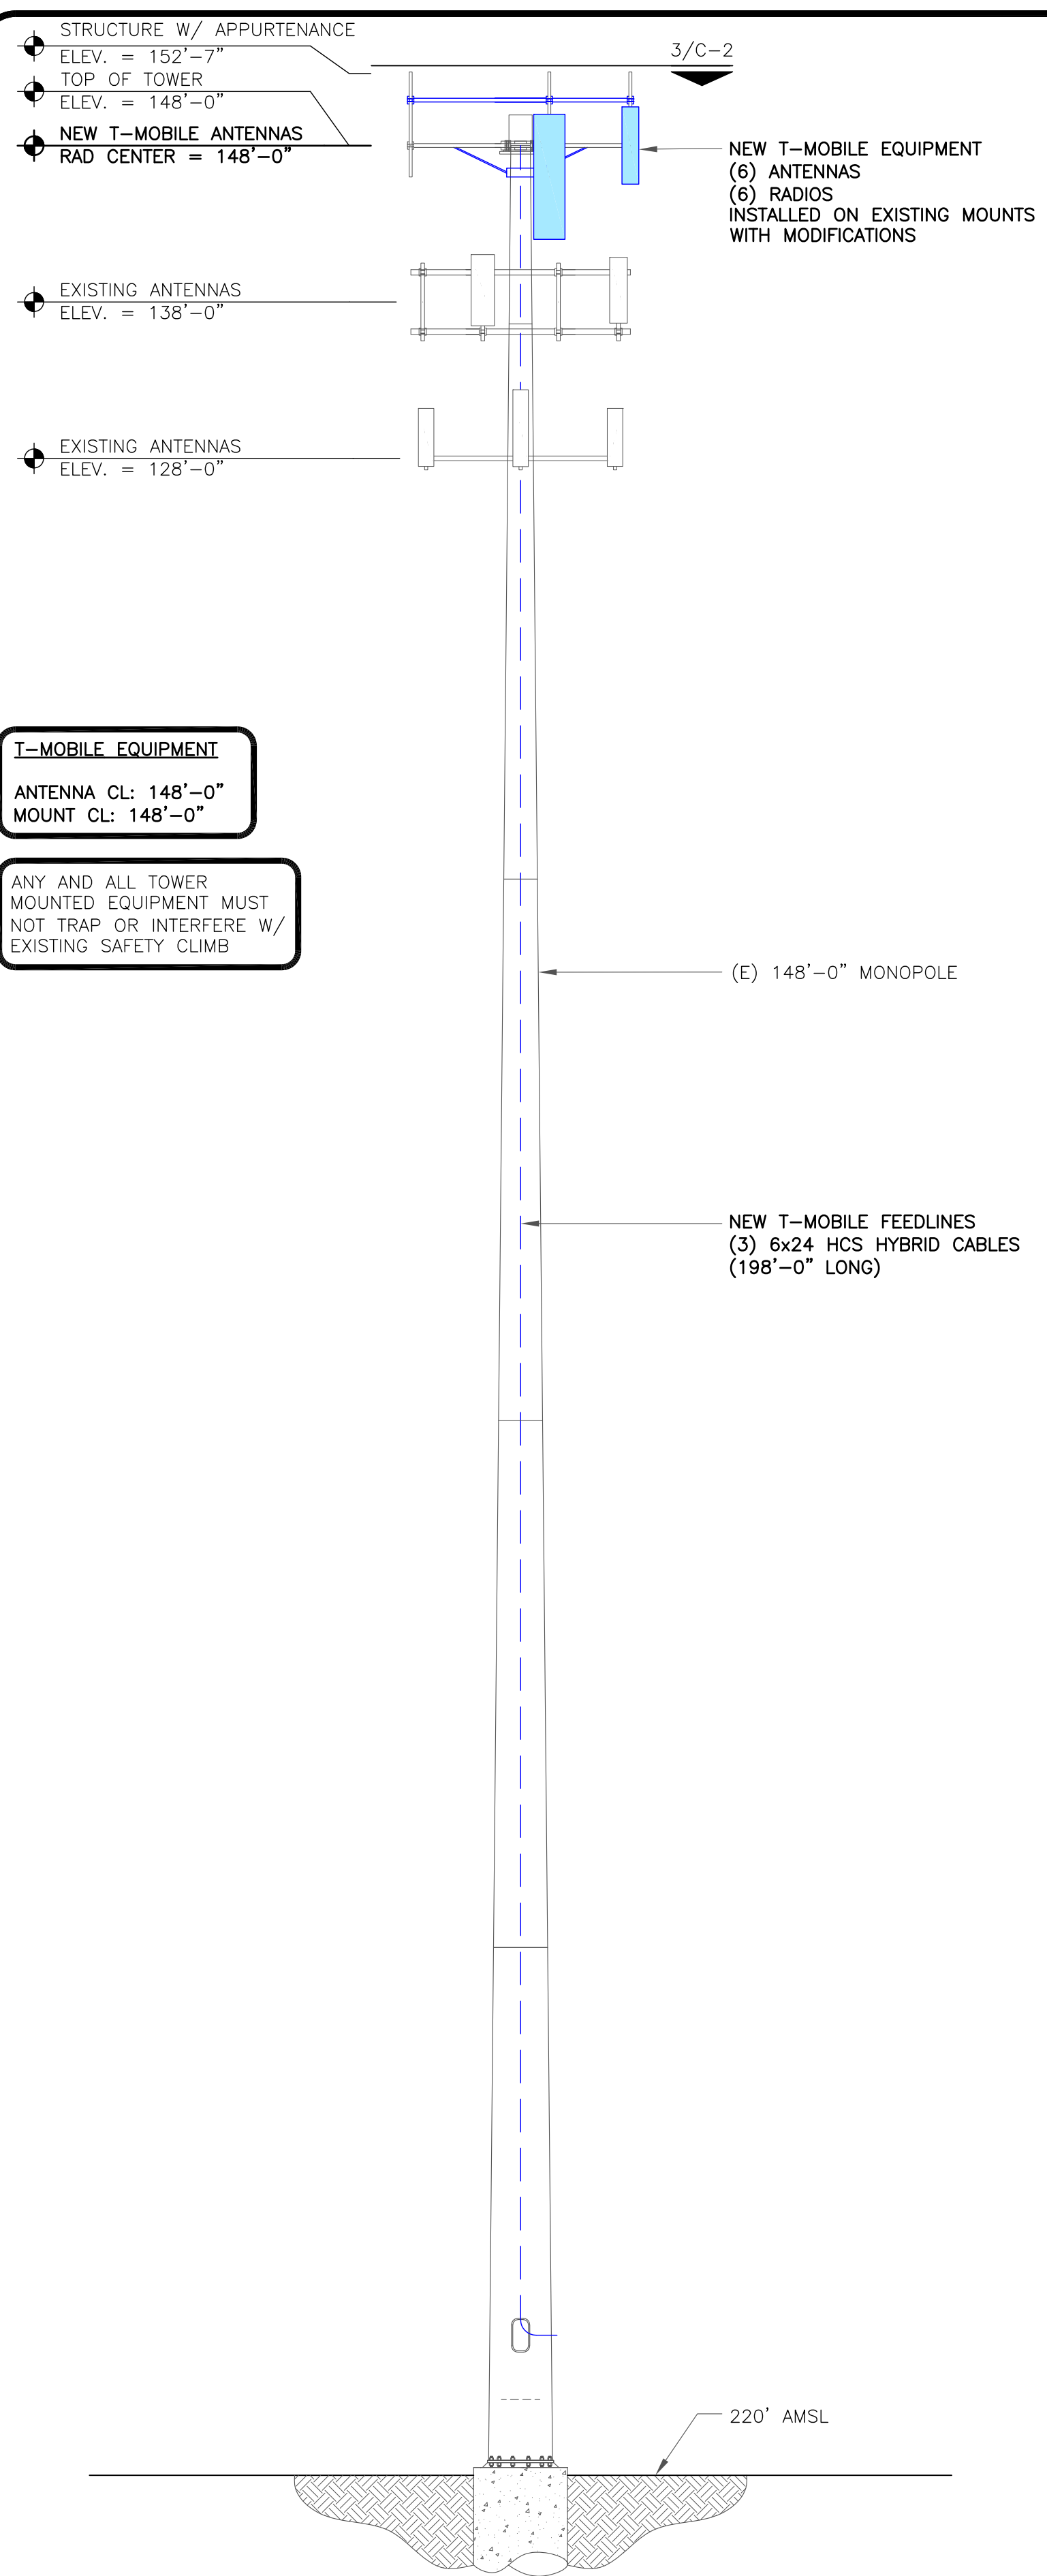 STRUCTURE W/ APPURTENANCE
ELEV. = 152'-7"
TOP OF TOWER
ELEV. = 148'-0"
NEW T-MOBILE ANTENNAS
RAD CENTER = 148'-0"
3/C-2
NEW T-MOBILE EQUIPMENT
(6) ANTENNAS
(6) RADIOS
INSTALLED ON EXISTING MOUNTS
WITH MODIFICATIONS
EXISTING ANTENNAS
ELEV. = 138'-0"
EXISTING ANTENNAS
ELEV. = 128'-0"
T-MOBILE EQUIPMENT
ANTENNA CL: 148'-0"
MOUNT CL: 148'-0"
ANY AND ALL TOWER
MOUNTED EQUIPMENT MUST
NOT TRAP OR INTERFERE W/
EXISTING SAFETY CLIMB
(E) 148'-0" MONOPOLE
NEW T-MOBILE FEEDLINES
(3) 6x24 HCS HYBRID CABLES
(198'-0" LONG)
220' AMSL